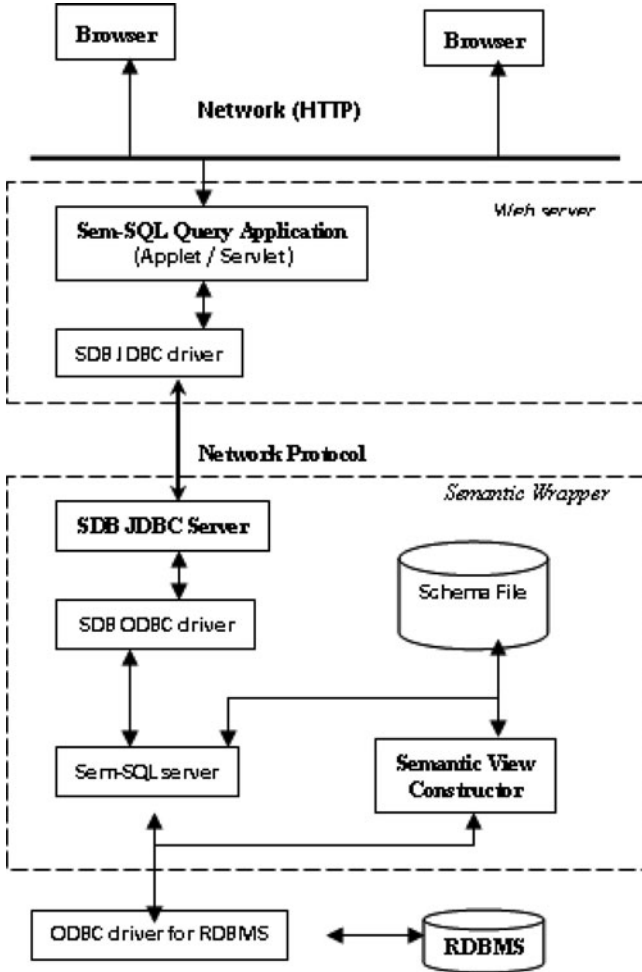 Browser
Browser
Network (HTTP)
Web server
Sem-SQL Query Application
(Applet / Servlet)
SDB JDBC driver
Network Protocol
Semantic Wrapper
SDB JDBC Server
Schema File
SDB ODBC driver
Sem-SQL server
Semantic View
Constructor
ODBC driver for RDBMS
RDBMS